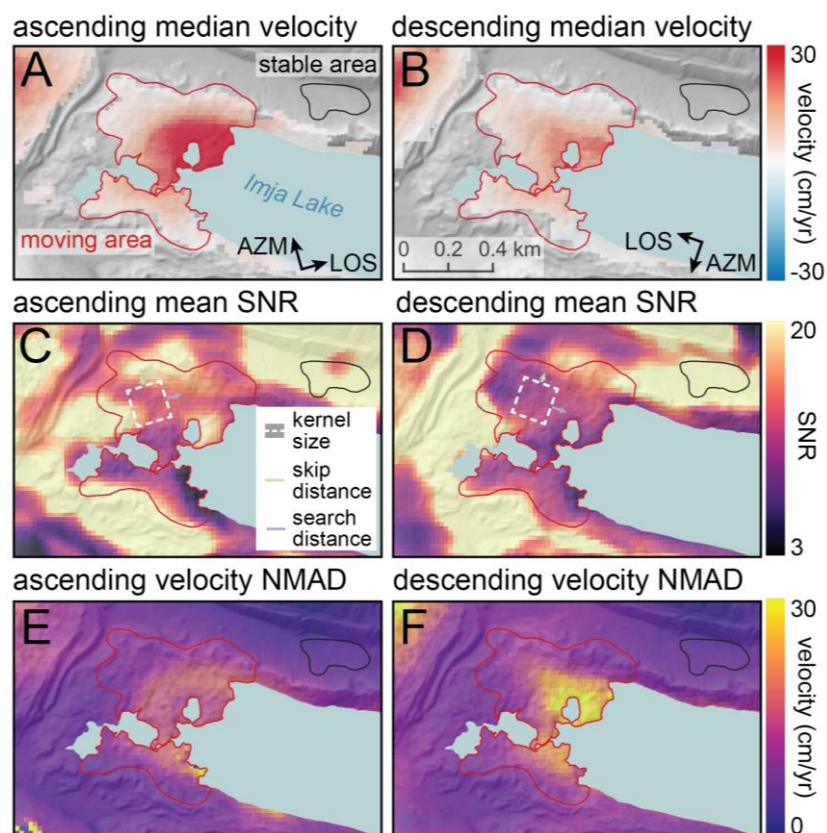 ascending median velocity
descending median velocity
A
stable area
Imja Lake
moving area
AZM
LOS
B
0 0.2 0.4 km
LOS
AZM
30
velocity (cm/yr)
-30
ascending mean SNR
descending mean SNR
C
kernel
size
skip
distance
search
distance
D
20
SNR
3
ascending velocity NMAD
descending velocity NMAD
E
F
30
velocity (cm/yr)
0